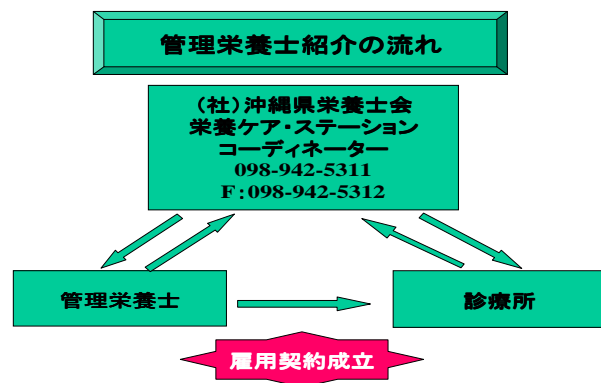 管理栄養士紹介の流れ
（社）沖縄県栄養士会
栄養ケア・ステーション
コーディネーター
098-942-5311
F：098-942-5312
管理栄養士
診療所
雇用契約成立